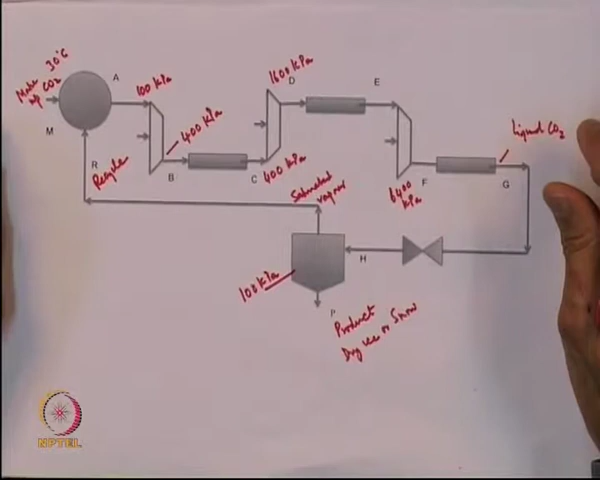 30°C
Make
up CO2
A
100 kPa
M
400 kPa
1600 kPa
D
E
R
Recycle
B
C
400 kPa
Saturated
vapour
6400
kPa
F
Liquid CO2
G
H
100 kPa
P
Product
Dry ice or Snow
NPTEL